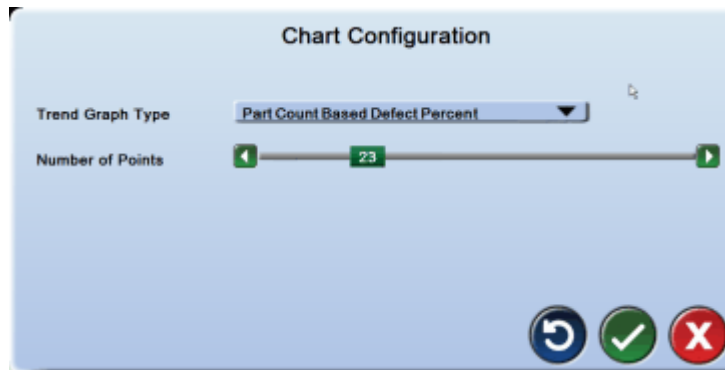 Chart Configuration
Trend Graph Type
Part Count Based Defect Percent
Number of Points
23